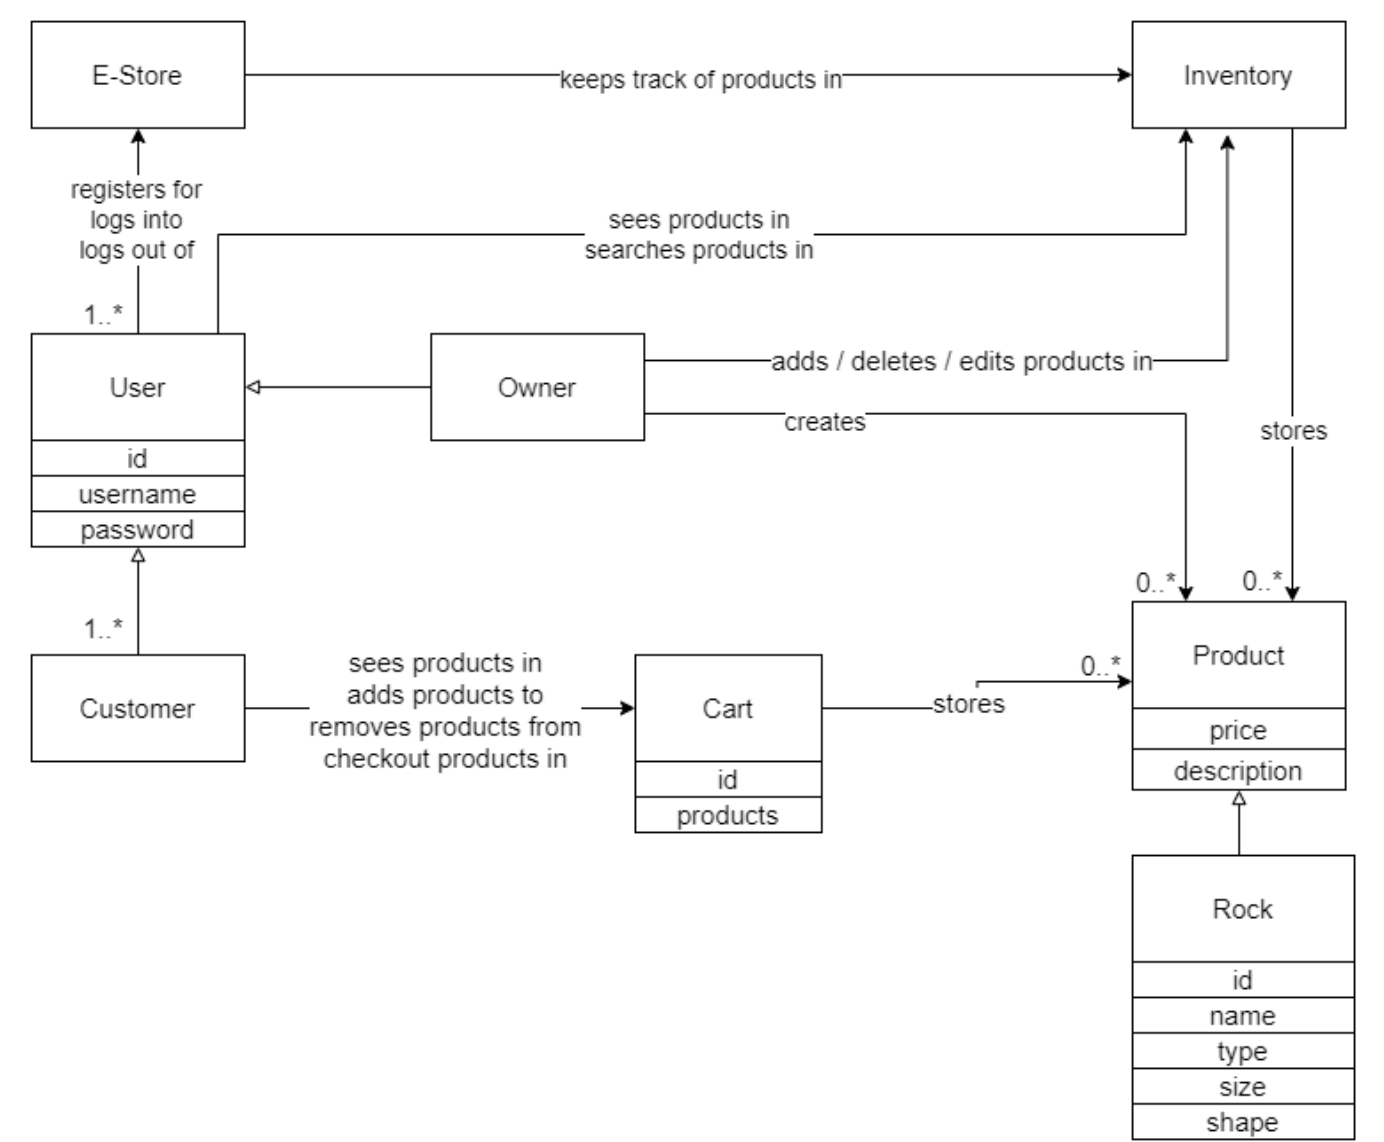 E-Store
keeps track of products in
Inventory
registers for
logs into
logs out of
sees products in
searches products in
1..*
User
id
username
password
Owner
adds / deletes / edits products in
creates
stores
0..*
0..*
1..*
Customer
sees products in
adds products to
removes products from
checkout products in
Cart
id
products
stores
0..*
Product
price
description
Rock
id
name
type
size
shape